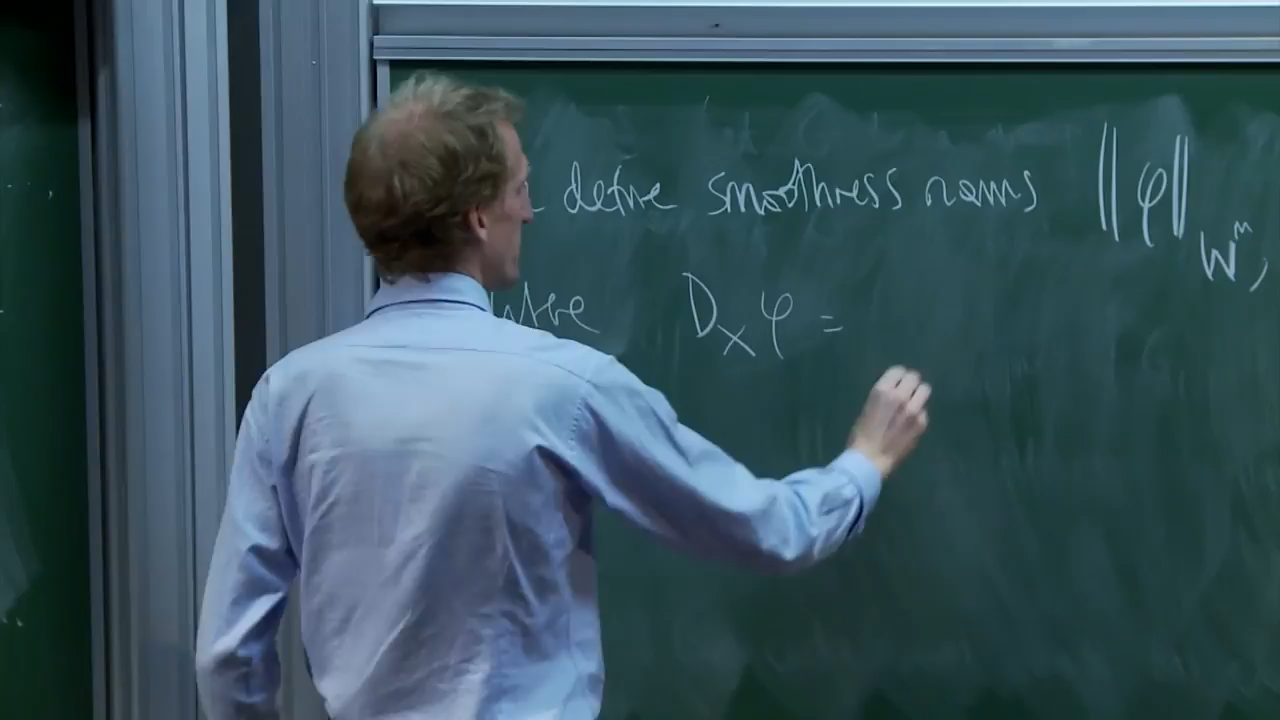 define smoothness norms ‖φ‖_{W^m,
where D_X φ =